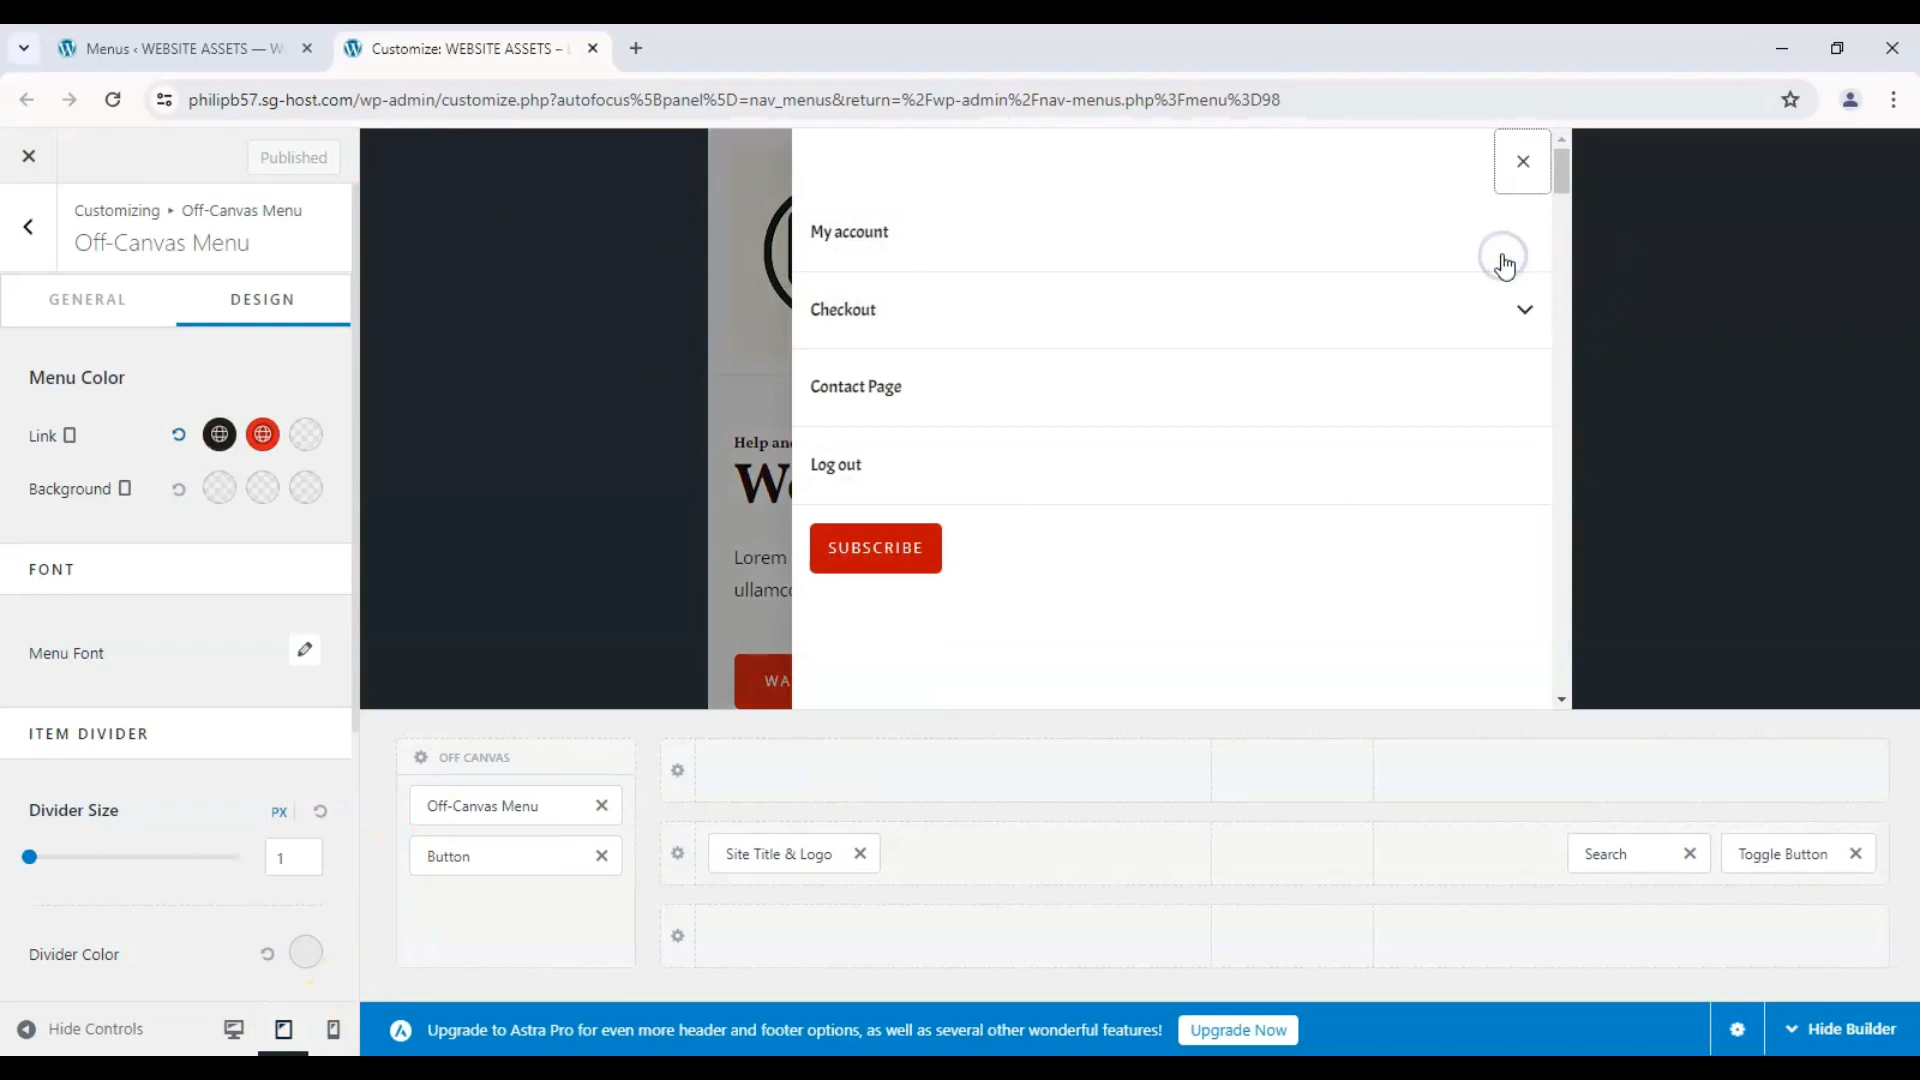 Menus ‹ WEBSITE ASSETS — W
Customize: WEBSITE ASSETS –
philipb57.sg-host.com/wp-admin/customize.php?autofocus%5Bpanel%5D=nav_menus&return=%2Fwp-admin%2Fnav-menus.php%3Fmenu%3D98
Published
Customizing ▸ Off-Canvas Menu
Off-Canvas Menu
GENERAL
DESIGN
Menu Color
Link
Background
FONT
Menu Font
ITEM DIVIDER
Divider Size
PX
1
Divider Color
Hide Controls
My account
Checkout
Contact Page
Log out
SUBSCRIBE
Help an
W
Lorem
ullamc
WA
OFF CANVAS
Off-Canvas Menu
Button
Site Title & Logo
Search
Toggle Button
Upgrade to Astra Pro for even more header and footer options, as well as several other wonderful features!
Upgrade Now
Hide Builder